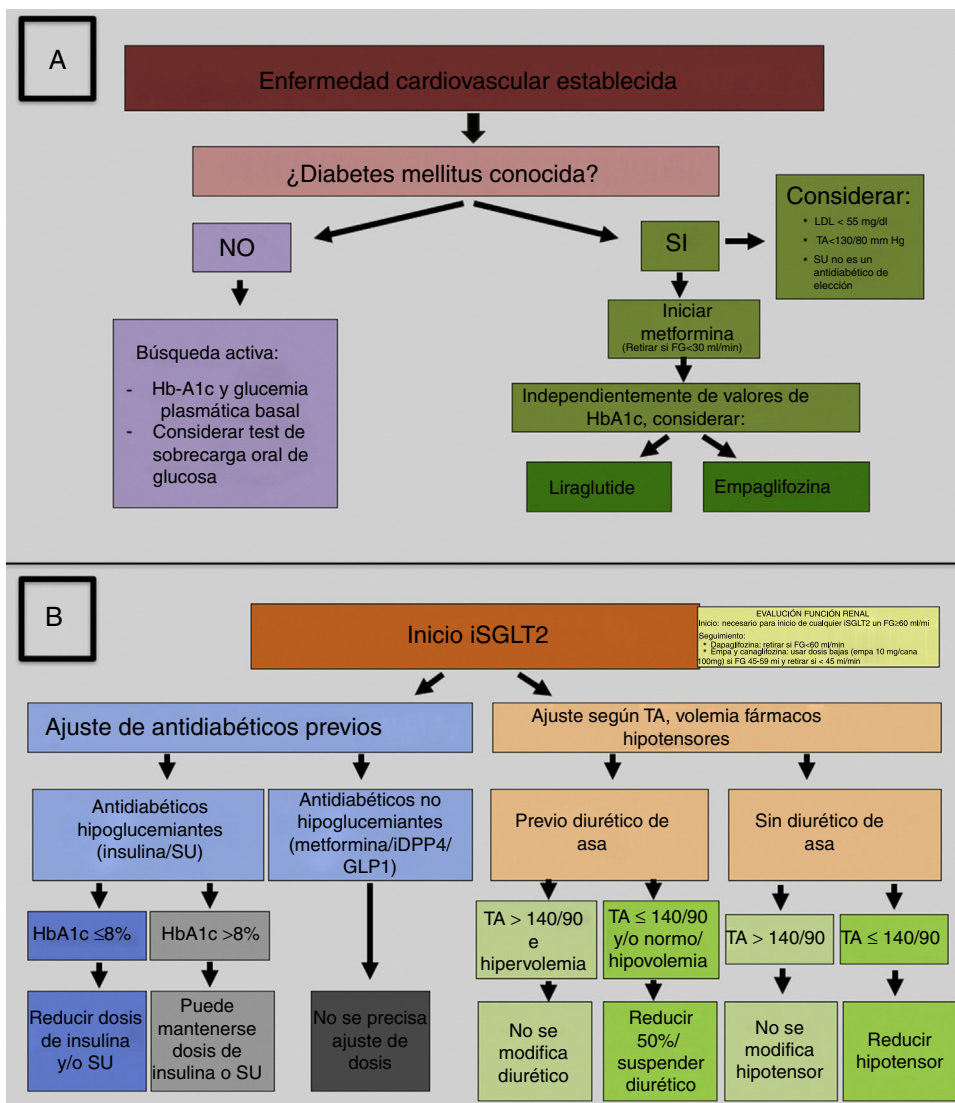 A
Enfermedad cardiovascular establecida
¿Diabetes mellitus conocida?
NO
SI
Considerar:
• LDL < 55 mg/dl
• TA<130/80 mm Hg
• SU no es un
antidiabético de
elección
Búsqueda activa:
- Hb-A1c y glucemia
plasmática basal
- Considerar test de
sobrecarga oral de
glucosa
Iniciar
metformina
(Retirar si FG<30 ml/min)
Independientemente de valores de
HbA1c, considerar:
Liraglutide
Empaglifozina
B
Inicio iSGLT2
EVALUCIÓN FUNCIÓN RENAL
Inicio: necesario para inicio de cualquier iSGLT2 un FG≥60 ml/mi
Seguimiento:
* Dapaglifozina: retirar si FG<60 ml/min
* Empa y canaglifozina: usar dosis bajas (empa 10 mg/cana
100mg) si FG 45-59 ml y retirar si < 45 ml/min
Ajuste de antidiabéticos previos
Ajuste según TA, volemia fármacos
hipotensores
Antidiabéticos
hipoglucemiantes
(insulina/SU)
Antidiabéticos no
hipoglucemiantes
(metformina/iDPP4/
GLP1)
Previo diurético de
asa
Sin diurético de
asa
HbA1c ≤8%
HbA1c >8%
TA > 140/90
e
hipervolemia
TA ≤ 140/90
y/o normo/
hipovolemia
TA > 140/90
TA ≤ 140/90
Reducir dosis
de insulina
y/o SU
Puede
mantenerse
dosis de
insulina o SU
No se precisa
ajuste de
dosis
No se
modifica
diurético
Reducir
50%/
suspender
diurético
No se
modifica
hipotensor
Reducir
hipotensor